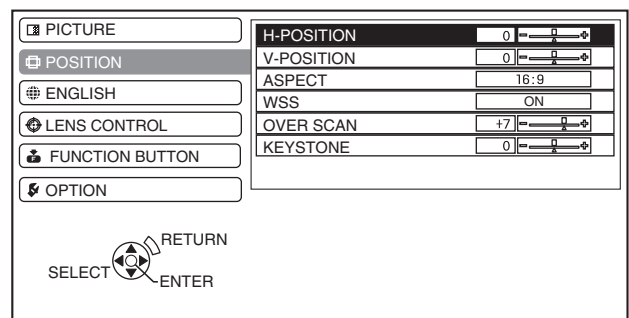 PICTURE
POSITION
ENGLISH
LENS CONTROL
FUNCTION BUTTON
OPTION
H-POSITION 0
V-POSITION 0
ASPECT 16:9
WSS ON
OVER SCAN +7
KEYSTONE 0
RETURN
SELECT
ENTER